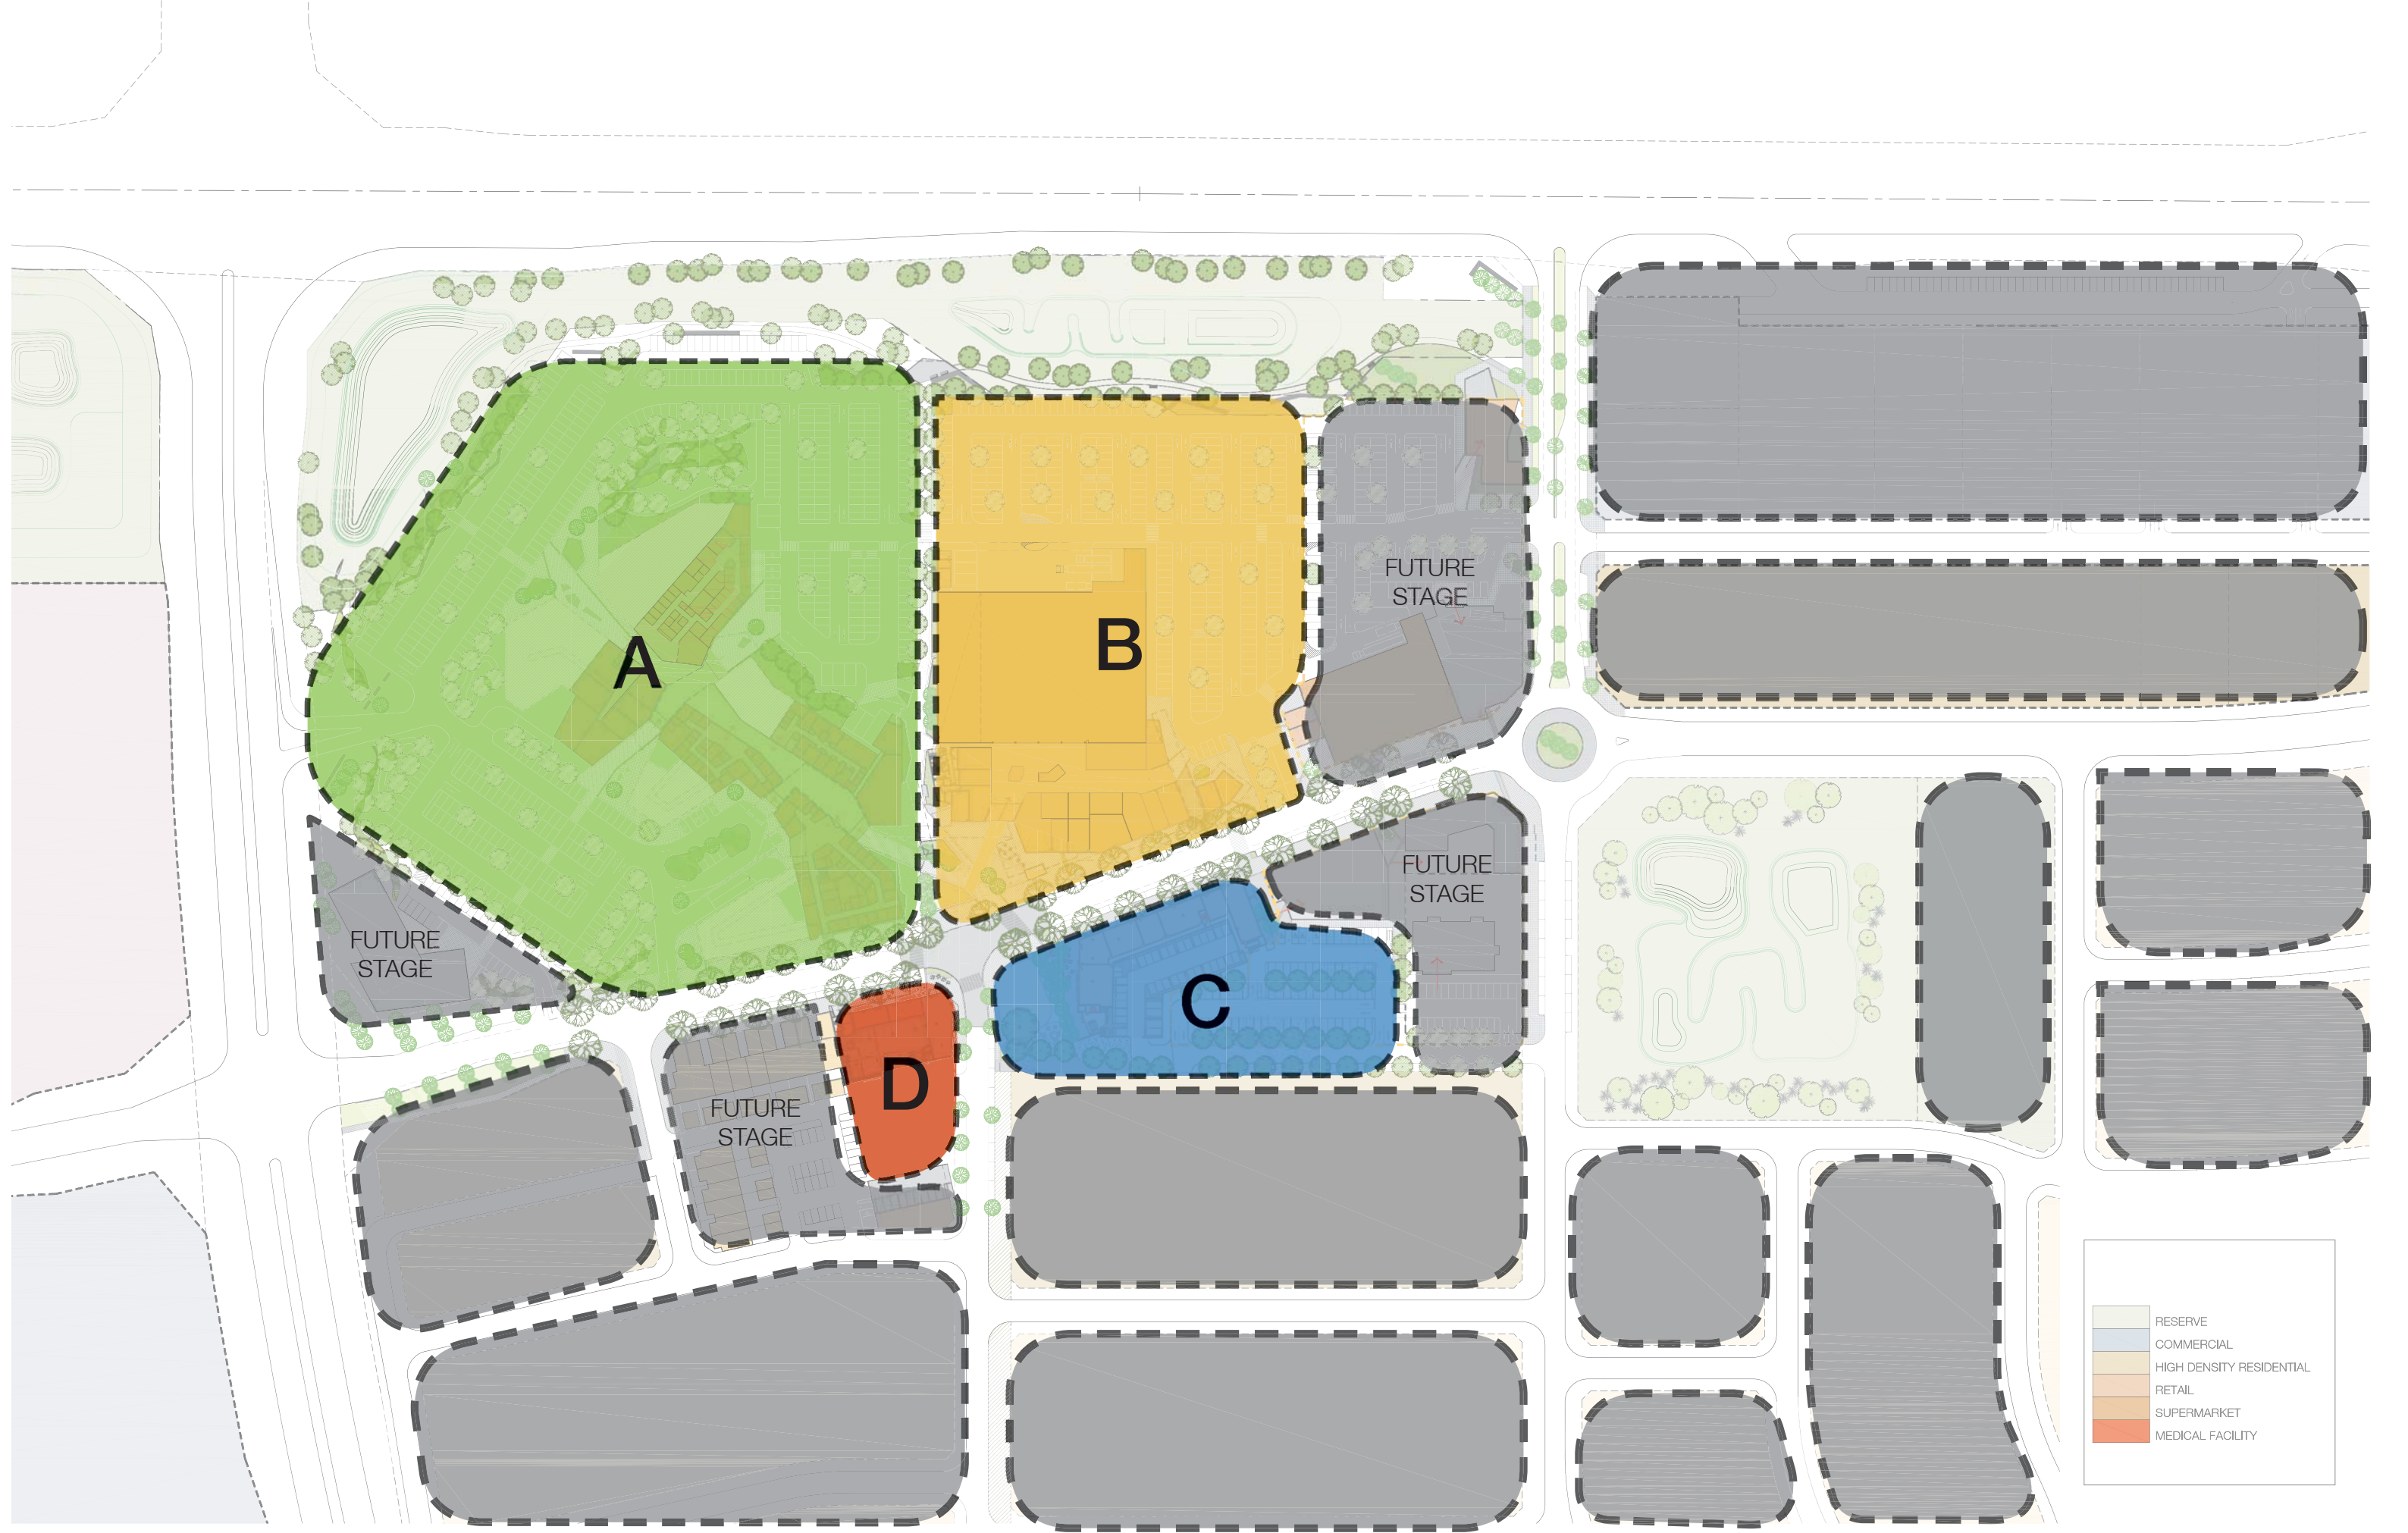 A
B
FUTURE
STAGE
FUTURE
STAGE
FUTURE
STAGE
C
D
FUTURE
STAGE
RESERVE
COMMERCIAL
HIGH DENSITY RESIDENTIAL
RETAIL
SUPERMARKET
MEDICAL FACILITY